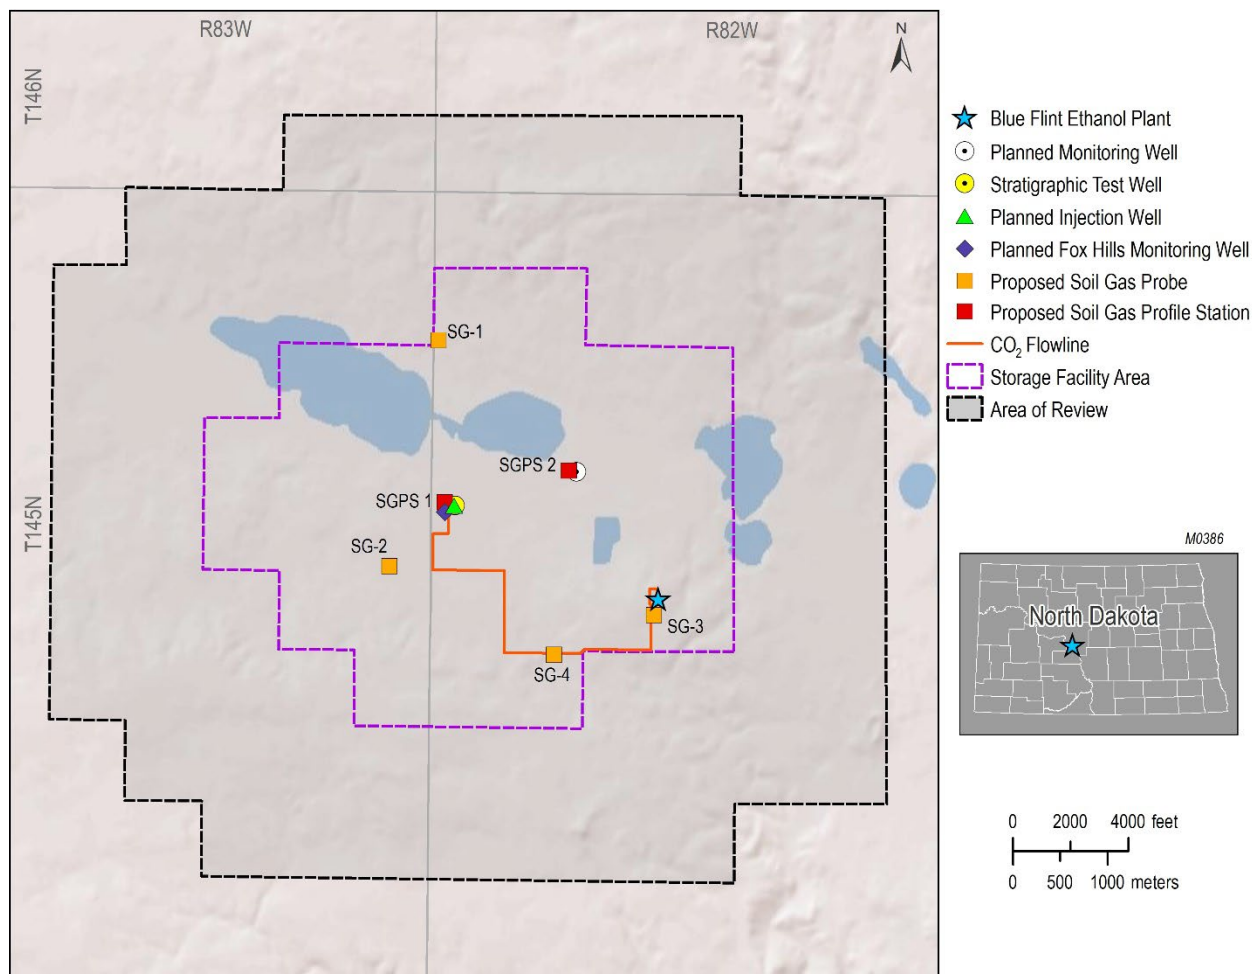 R83W
R82W
N
T146N
T145N
SG-1
SGPS 2
SGPS 1
SG-2
SG-3
SG-4
Blue Flint Ethanol Plant
Planned Monitoring Well
Stratigraphic Test Well
Planned Injection Well
Planned Fox Hills Monitoring Well
Proposed Soil Gas Probe
Proposed Soil Gas Profile Station
CO₂ Flowline
Storage Facility Area
Area of Review
M0386
North Dakota
0 2000 4000 feet
0 500 1000 meters